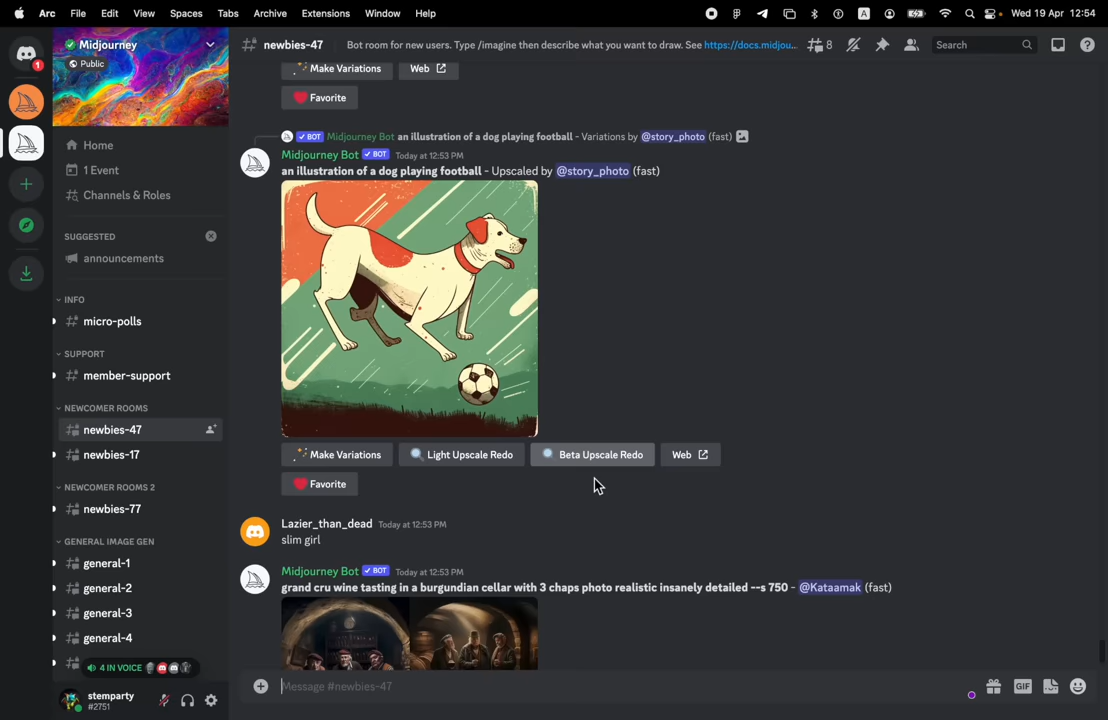 Arc File Edit View Spaces Tabs Archive Extensions Window Help A Wed 19 Apr 12:54
Midjourney
Public
newbies-47 Bot room for new users. Type /imagine then describe what you want to draw. See https://docs.midjou... 8 Search
1
Make Variations Web
Favorite
BOT Midjourney Bot an illustration of a dog playing football - Variations by @story_photo (fast)
Midjourney Bot BOT Today at 12:53 PM
an illustration of a dog playing football - Upscaled by @story_photo (fast)
Home
1 Event
Channels & Roles
SUGGESTED
announcements
INFO
micro-polls
SUPPORT
member-support
NEWCOMER ROOMS
newbies-47
newbies-17
NEWCOMER ROOMS 2
newbies-77
GENERAL IMAGE GEN
general-1
general-2
general-3
general-4
4 IN VOICE
stemparty
#2751
Make Variations Light Upscale Redo Beta Upscale Redo Web
Favorite
Lazier_than_dead Today at 12:53 PM
slim girl
Midjourney Bot BOT Today at 12:53 PM
grand cru wine tasting in a burgundian cellar with 3 chaps photo realistic insanely detailed --s 750 - @Kataamak (fast)
Message #newbies-47
GIF